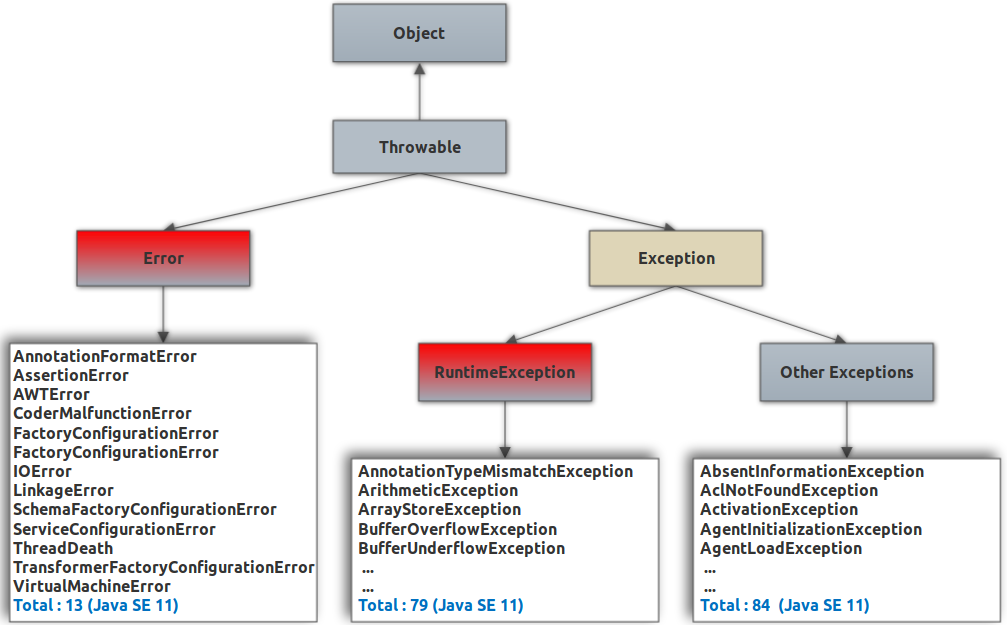 Object
Throwable
Error
Exception
AnnotationFormatError
AssertionError
AWTError
CoderMalfunctionError
FactoryConfigurationError
FactoryConfigurationError
IOError
LinkageError
SchemaFactoryConfigurationError
ServiceConfigurationError
ThreadDeath
TransformerFactoryConfigurationError
VirtualMachineError
Total : 13 (Java SE 11)
RuntimeException
AnnotationTypeMismatchException
ArithmeticException
ArrayStoreException
BufferOverflowException
BufferUnderflowException
...
...
Total : 79 (Java SE 11)
Other Exceptions
AbsentInformationException
AclNotFoundException
ActivationException
AgentInitializationException
AgentLoadException
...
...
Total : 84 (Java SE 11)